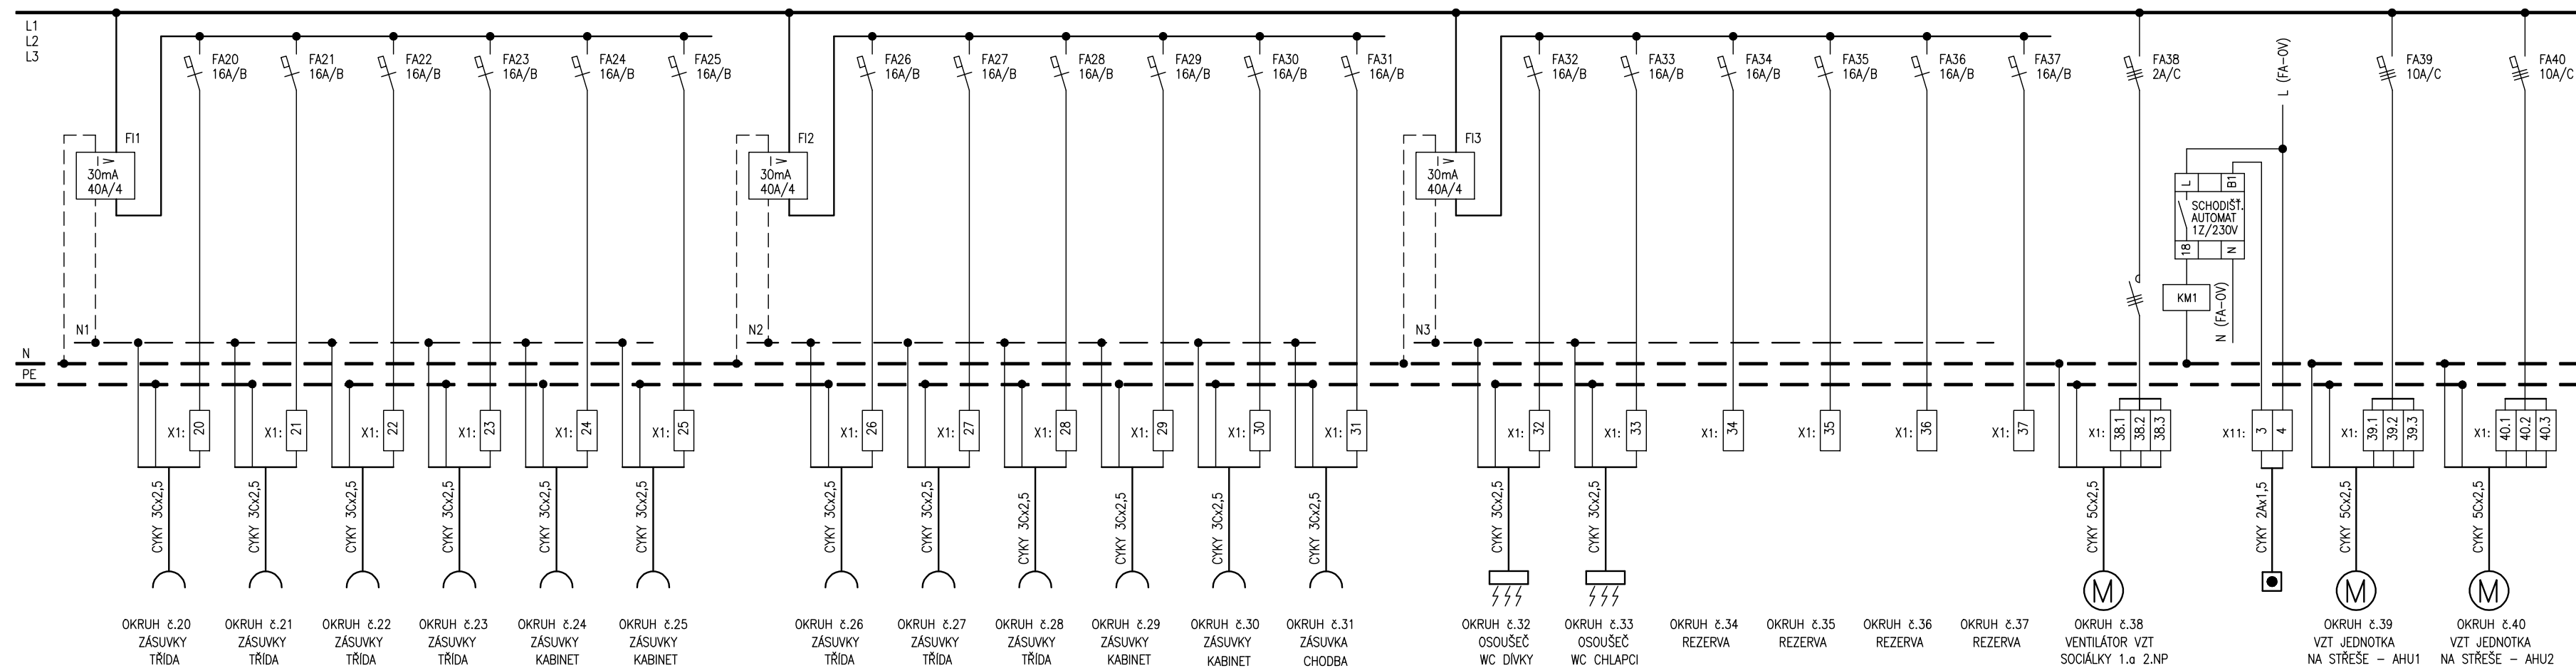 L1
L2
L3
FA20
16A/B
FA21
16A/B
FA22
16A/B
FA23
16A/B
FA24
16A/B
FA25
16A/B
FA26
16A/B
FA27
16A/B
FA28
16A/B
FA29
16A/B
FA30
16A/B
FA31
16A/B
FA32
16A/B
FA33
16A/B
FA34
16A/B
FA35
16A/B
FA36
16A/B
FA37
16A/B
FA38
2A/C
L (FA-OV)
FA39
10A/C
FA40
10A/C
FI1
I>
30mA
40A/4
FI2
I>
30mA
40A/4
FI3
I>
30mA
40A/4
L
B1
SCHODIŠŤ.
AUTOMAT
1Z/230V
18
N
KM1
N (FA-OV)
N1
N2
N3
N
PE
X1: 20
X1: 21
X1: 22
X1: 23
X1: 24
X1: 25
X1: 26
X1: 27
X1: 28
X1: 29
X1: 30
X1: 31
X1: 32
X1: 33
X1: 34
X1: 35
X1: 36
X1: 37
X1: 38.1 38.2 38.3
X11: 3 4
X1: 39.1 39.2 39.3
X1: 40.1 40.2 40.3
CYKY 3Cx2,5
CYKY 3Cx2,5
CYKY 3Cx2,5
CYKY 3Cx2,5
CYKY 3Cx2,5
CYKY 3Cx2,5
CYKY 3Cx2,5
CYKY 3Cx2,5
CYKY 3Cx2,5
CYKY 3Cx2,5
CYKY 3Cx2,5
CYKY 3Cx2,5
CYKY 3Cx2,5
CYKY 3Cx2,5
CYKY 5Cx2,5
CYKY 2Ax1,5
CYKY 5Cx2,5
CYKY 5Cx2,5
M
M
M
OKRUH č.20
ZÁSUVKY
TŘÍDA
OKRUH č.21
ZÁSUVKY
TŘÍDA
OKRUH č.22
ZÁSUVKY
TŘÍDA
OKRUH č.23
ZÁSUVKY
TŘÍDA
OKRUH č.24
ZÁSUVKY
KABINET
OKRUH č.25
ZÁSUVKY
KABINET
OKRUH č.26
ZÁSUVKY
TŘÍDA
OKRUH č.27
ZÁSUVKY
TŘÍDA
OKRUH č.28
ZÁSUVKY
TŘÍDA
OKRUH č.29
ZÁSUVKY
KABINET
OKRUH č.30
ZÁSUVKY
KABINET
OKRUH č.31
ZÁSUVKA
CHODBA
OKRUH č.32
OSOUŠEČ
WC DÍVKY
OKRUH č.33
OSOUŠEČ
WC CHLAPCI
OKRUH č.34
REZERVA
OKRUH č.35
REZERVA
OKRUH č.36
REZERVA
OKRUH č.37
REZERVA
OKRUH č.38
VENTILÁTOR VZT
SOCIÁLKY 1.a 2.NP
OKRUH č.39
VZT JEDNOTKA
NA STŘEŠE - AHU1
OKRUH č.40
VZT JEDNOTKA
NA STŘEŠE - AHU2